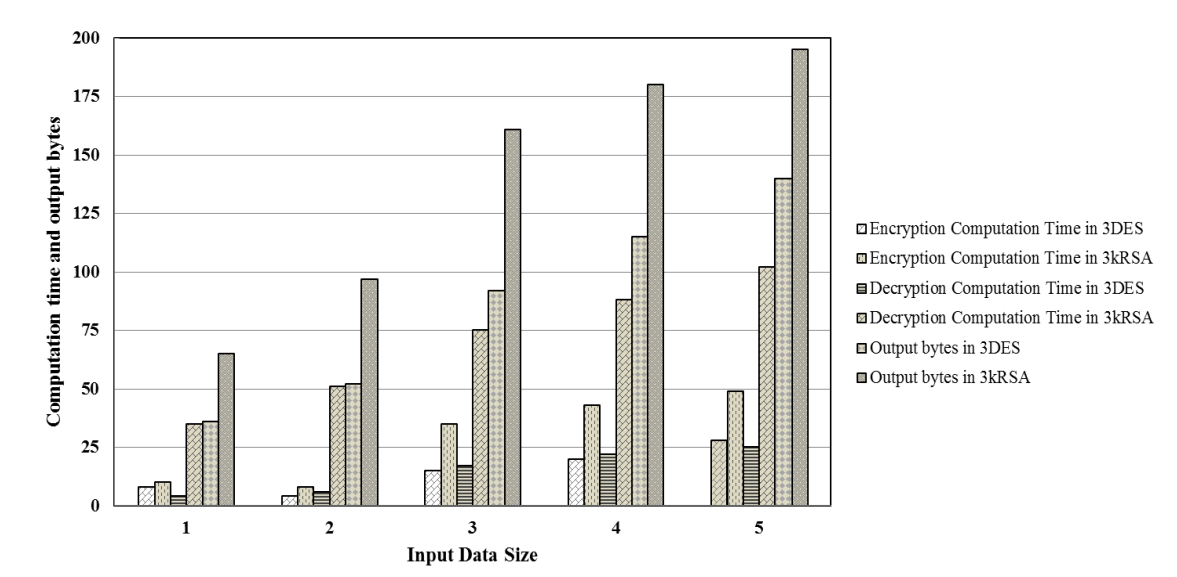 Computation time and output bytes
200
175
150
125
100
75
50
25
0
1 2 3 4 5
Input Data Size
Encryption Computation Time in 3DES
Encryption Computation Time in 3kRSA
Decryption Computation Time in 3DES
Decryption Computation Time in 3kRSA
Output bytes in 3DES
Output bytes in 3kRSA